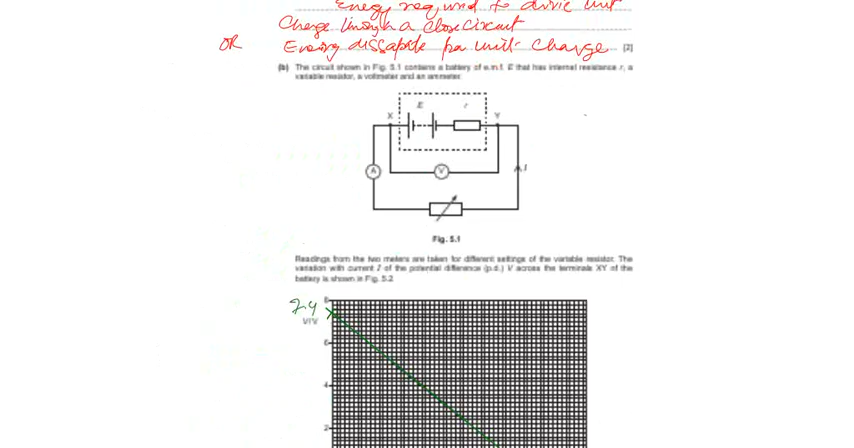 Energy required to drive unit
Charge through a close circuit
OR Energy dissapate per unit charge [2]
(b) The circuit shown in Fig. 5.1 contains a battery of e.m.f. E that has internal resistance r, a
variable resistor, a voltmeter and an ammeter.
E r
X Y
A V I
Fig. 5.1
Readings from the two meters are taken for different settings of the variable resistor. The
variation with current I of the potential difference (p.d.) V across the terminals XY of the
battery is shown in Fig. 5.2
7.4 8
V/V
6
4
2